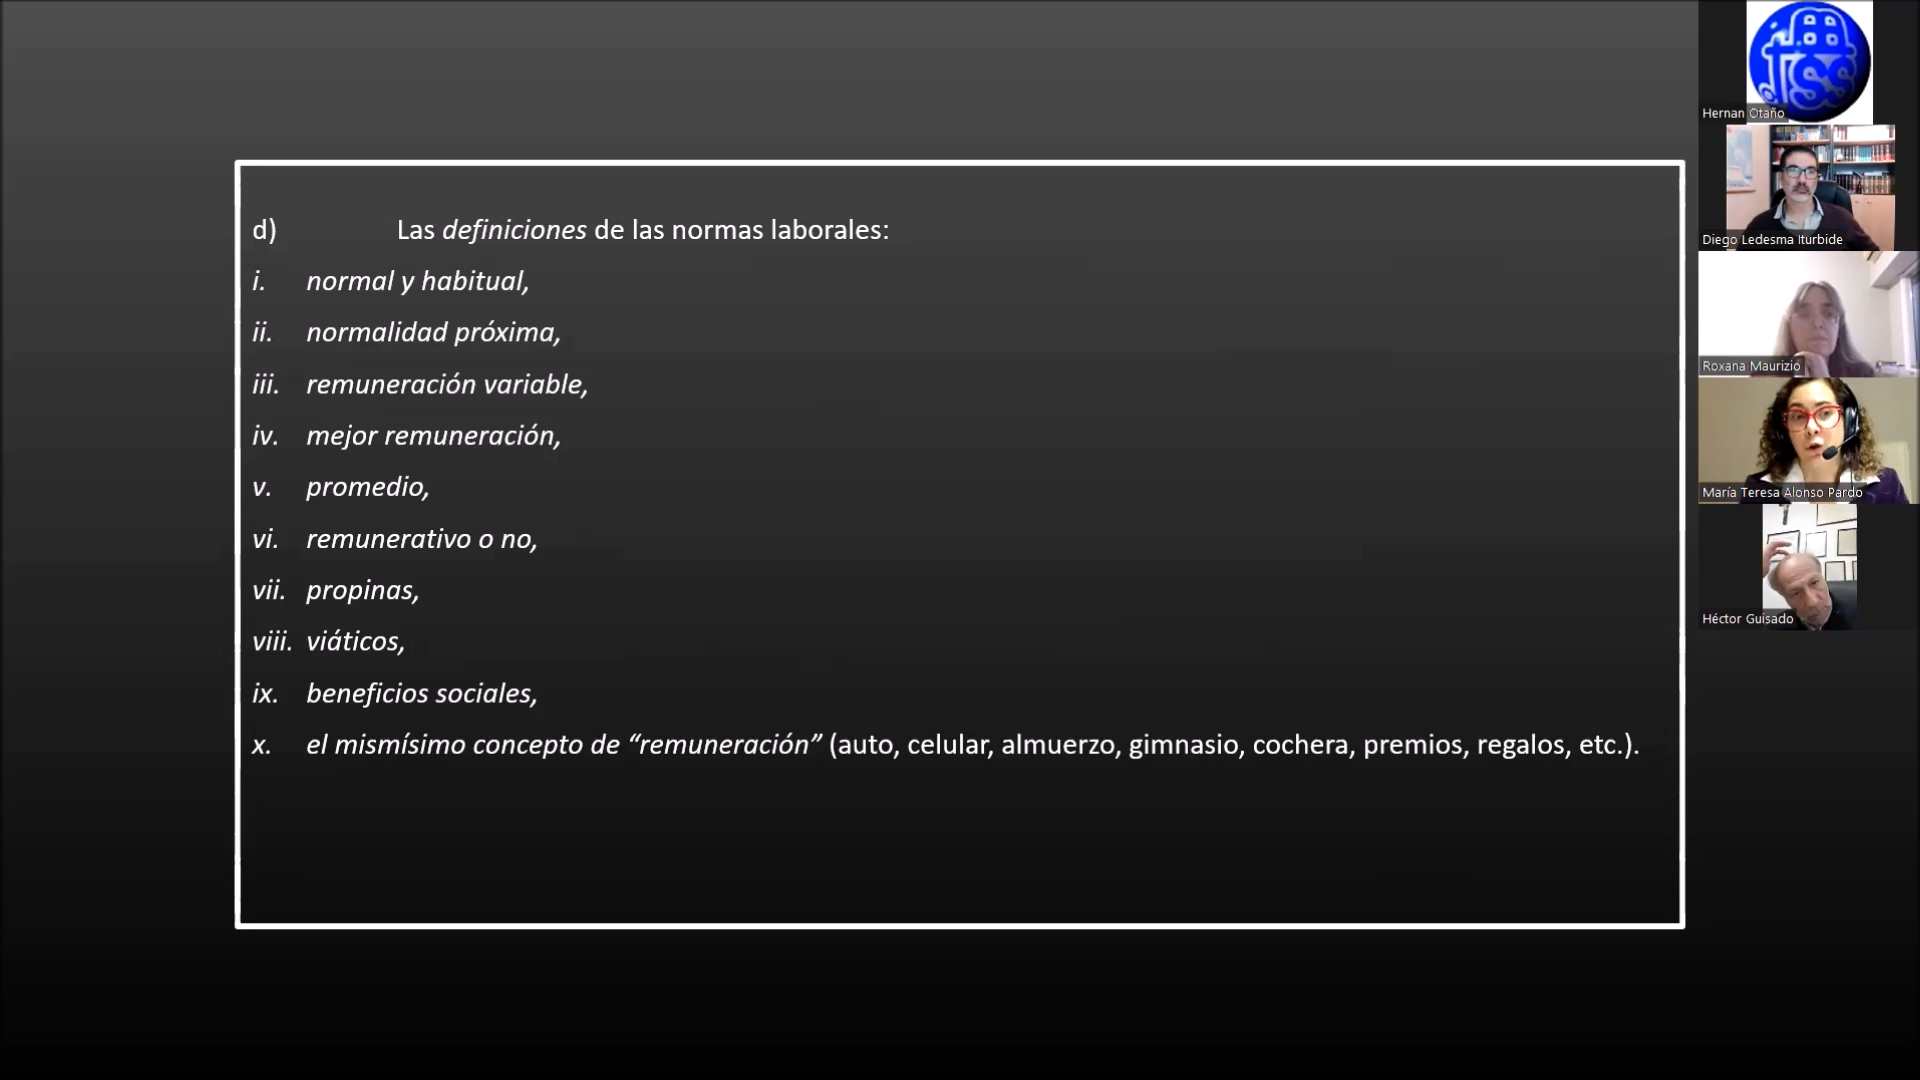 d) Las definiciones de las normas laborales:
i. normal y habitual,
ii. normalidad próxima,
iii. remuneración variable,
iv. mejor remuneración,
v. promedio,
vi. remunerativo o no,
vii. propinas,
viii. viáticos,
ix. beneficios sociales,
x. el mismísimo concepto de “remuneración” (auto, celular, almuerzo, gimnasio, cochera, premios, regalos, etc.).
Hernan Otaño
Diego Ledesma Iturbide
Roxana Maurizio
María Teresa Alonso Pardo
Héctor Guisado